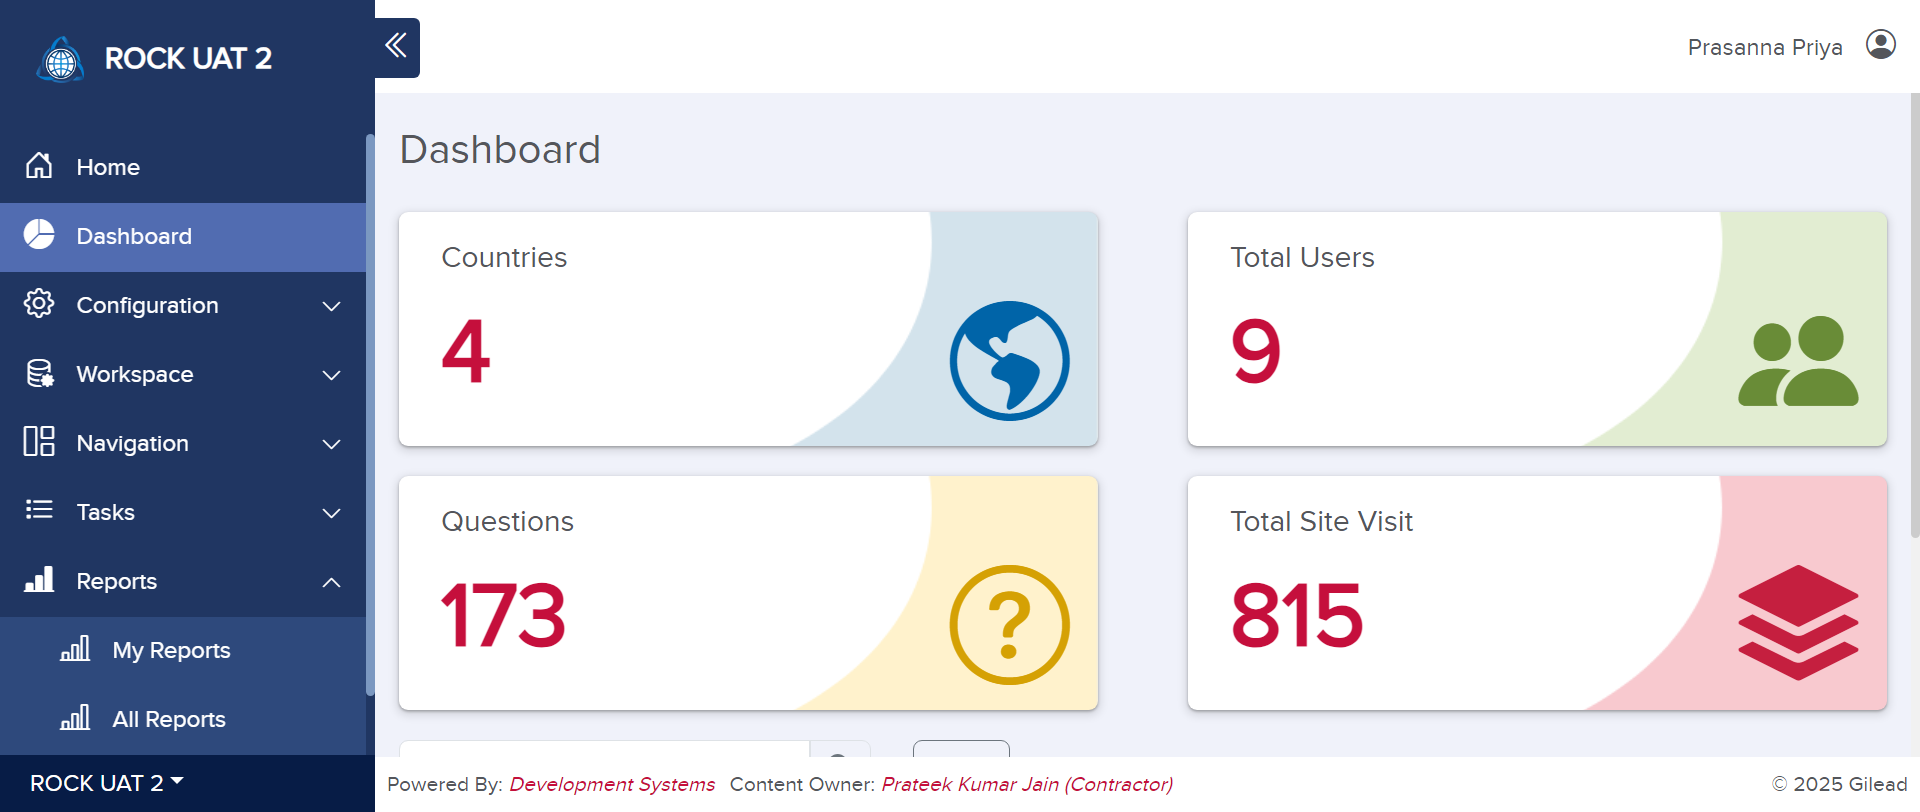 ROCK UAT 2
Prasanna Priya
Home
Dashboard
Configuration
Workspace
Navigation
Tasks
Reports
My Reports
All Reports
ROCK UAT 2
Dashboard
Countries
4
Total Users
9
Questions
173
Total Site Visit
815
Powered By: Development Systems Content Owner: Prateek Kumar Jain (Contractor)
© 2025 Gilead